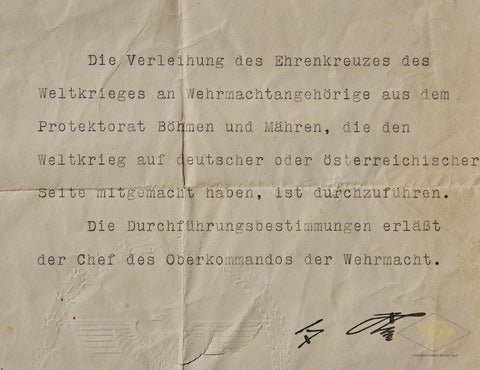 Die Verleihung des Ehrenkreuzes des
Weltkrieges an Wehrmachtangehörige aus dem
Protektorat Böhmen und Mähren, die den
Weltkrieg auf deutscher oder österreichischer
Seite mitgemacht haben, ist durchzuführen.
Die Durchführungsbestimmungen erläßt
der Chef des Oberkommandos der Wehrmacht.